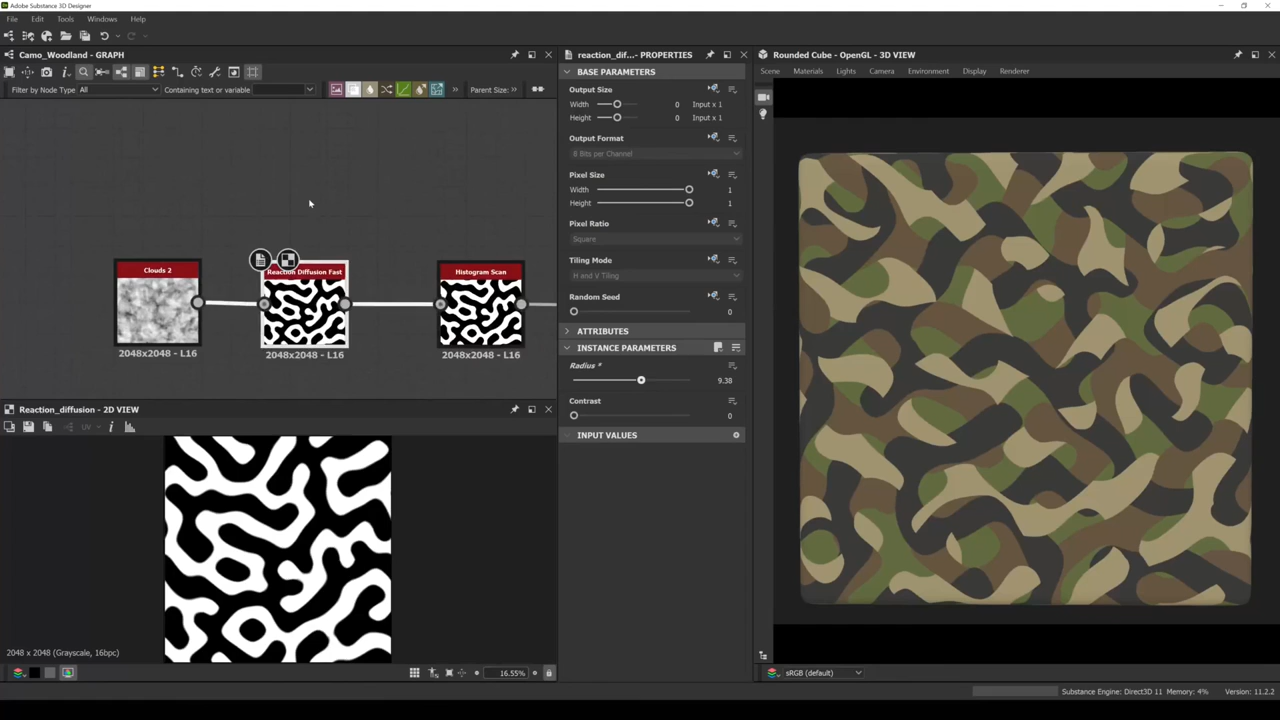 Adobe Substance 3D Designer
File Edit Tools Windows Help
Camo_Woodland - GRAPH
Filter by Node Type All Containing text or variable Parent Size:
Clouds 2
2048x2048 - L16
Reaction Diffusion Fast
2048x2048 - L16
Histogram Scan
2048x2048 - L16
Reaction_diffusion - 2D VIEW
UV
2048 x 2048 (Grayscale, 16bpc)
16.55%
reaction_dif...- PROPERTIES
BASE PARAMETERS
Output Size
Width 0 Input x 1
Height 0 Input x 1
Output Format
8 Bits per Channel
Pixel Size
Width 1
Height 1
Pixel Ratio
Square
Tiling Mode
H and V Tiling
Random Seed
0
ATTRIBUTES
INSTANCE PARAMETERS
Radius *
9.38
Contrast
0
INPUT VALUES
Rounded Cube - OpenGL - 3D VIEW
Scene Materials Lights Camera Environment Display Renderer
sRGB (default)
Substance Engine: Direct3D 11 Memory: 4% Version: 11.2.2